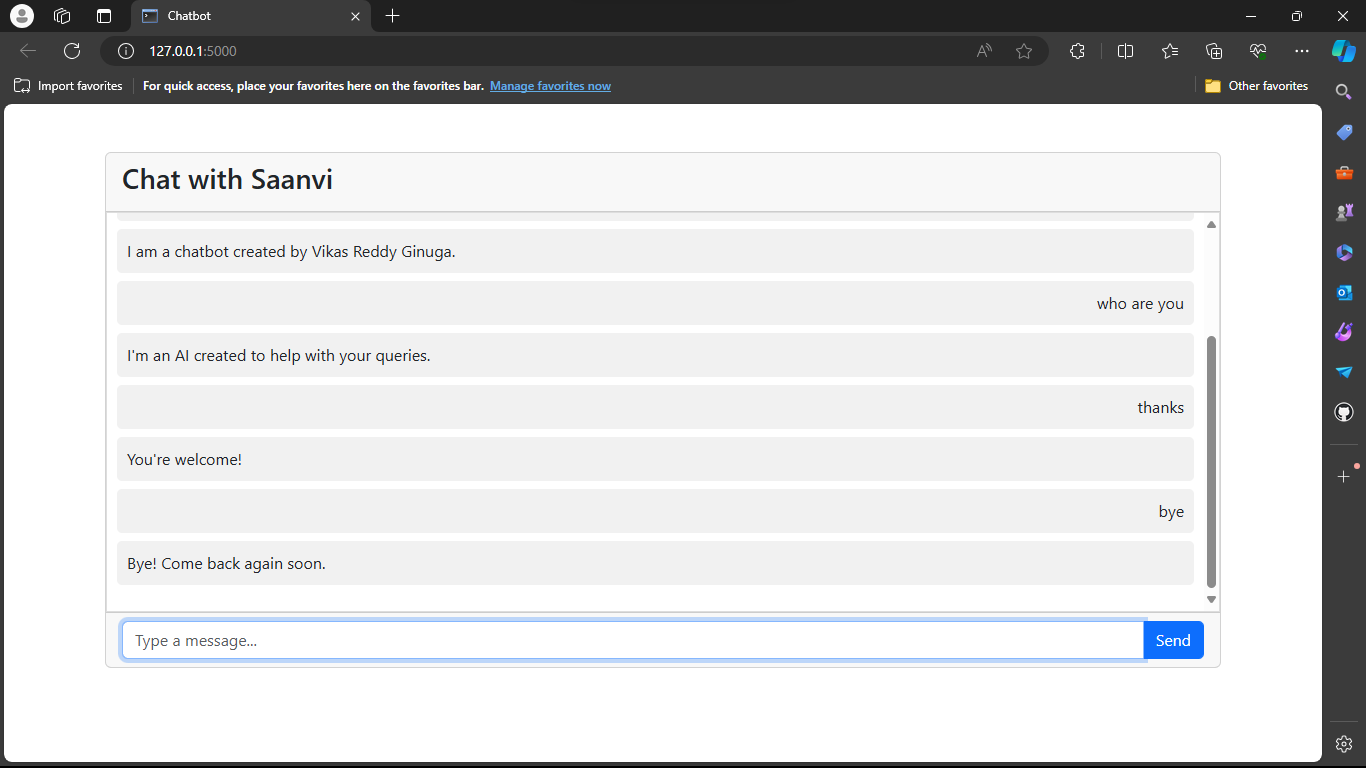 Chatbot
127.0.0.1:5000
Import favorites
For quick access, place your favorites here on the favorites bar. Manage favorites now
Other favorites
Chat with Saanvi
I am a chatbot created by Vikas Reddy Ginuga.
who are you
I'm an AI created to help with your queries.
thanks
You're welcome!
bye
Bye! Come back again soon.
Type a message...
Send